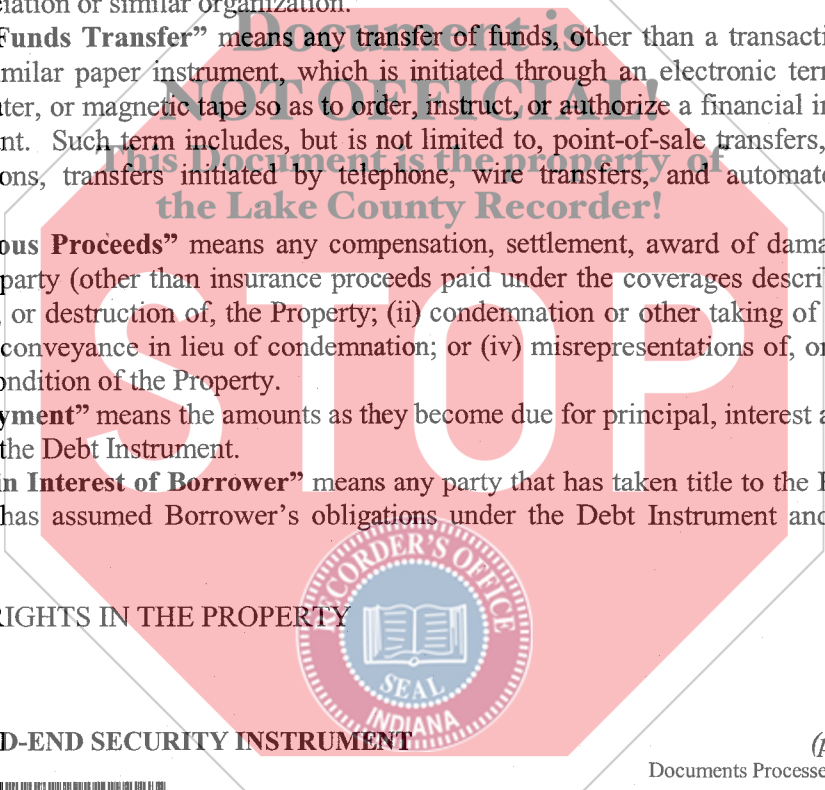 ciation or similar organization.
Document is
Funds Transfer” means any transfer of funds, other than a transacti
imilar paper instrument, which is initiated through an electronic ter
NOT OFFICIAL!
ter, or magnetic tape so as to order, instruct, or authorize a financial in
nt. Such term includes, but is not limited to, point-of-sale transfers,
This Document is the property of
ons, transfers initiated by telephone, wire transfers, and automate
the Lake County Recorder!
ous Proceeds” means any compensation, settlement, award of dama
party (other than insurance proceeds paid under the coverages descri
, or destruction of, the Property; (ii) condemnation or other taking of
conveyance in lieu of condemnation; or (iv) misrepresentations of, or
ondition of the Property.
yment” means the amounts as they become due for principal, interest a
the Debt Instrument.
in Interest of Borrower” means any party that has taken title to the P
has assumed Borrower’s obligations under the Debt Instrument and
STOP
RECORDER'S OFFICE
SEAL
INDIANA
RIGHTS IN THE PROPERTY
D-END SECURITY INSTRUMENT
(p
Documents Processe